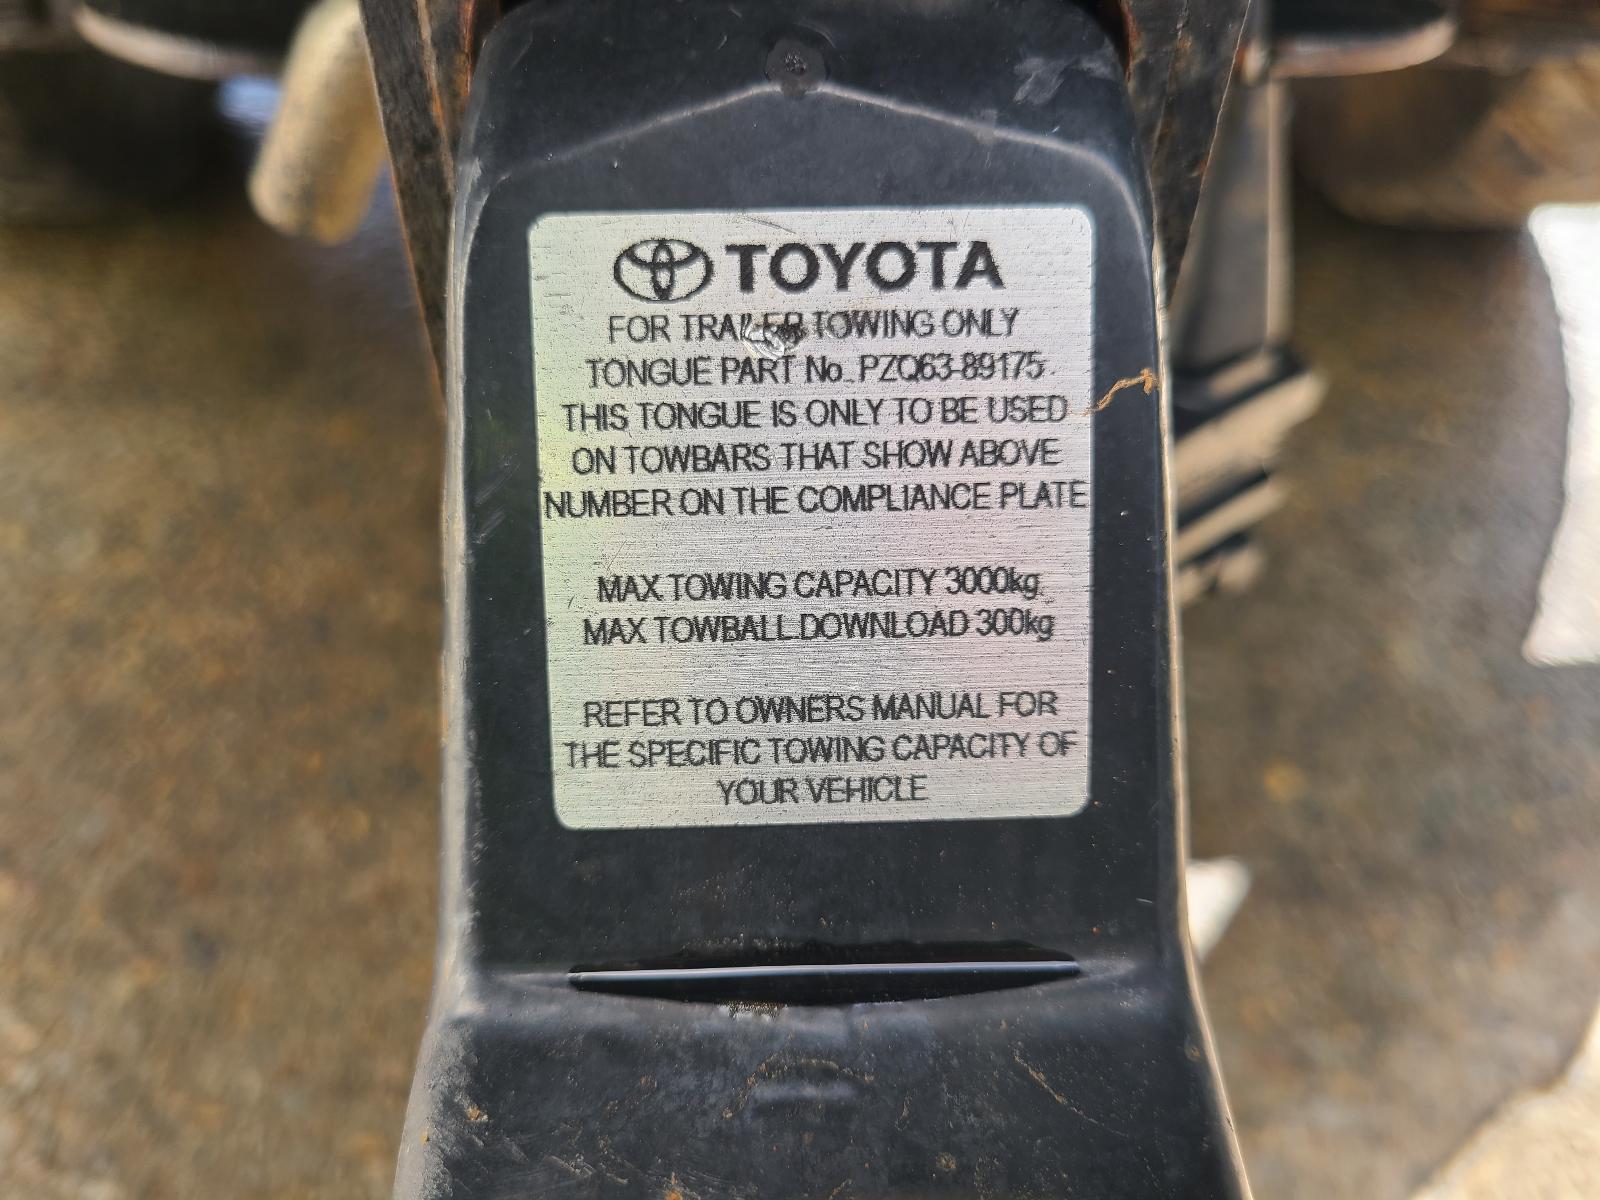 TOYOTA
FOR TRAILER TOWING ONLY
TONGUE PART No. PZQ63-89175
THIS TONGUE IS ONLY TO BE USED
ON TOWBARS THAT SHOW ABOVE
NUMBER ON THE COMPLIANCE PLATE
MAX TOWING CAPACITY 3000kg
MAX TOWBALL DOWNLOAD 300kg
REFER TO OWNERS MANUAL FOR
THE SPECIFIC TOWING CAPACITY OF
YOUR VEHICLE